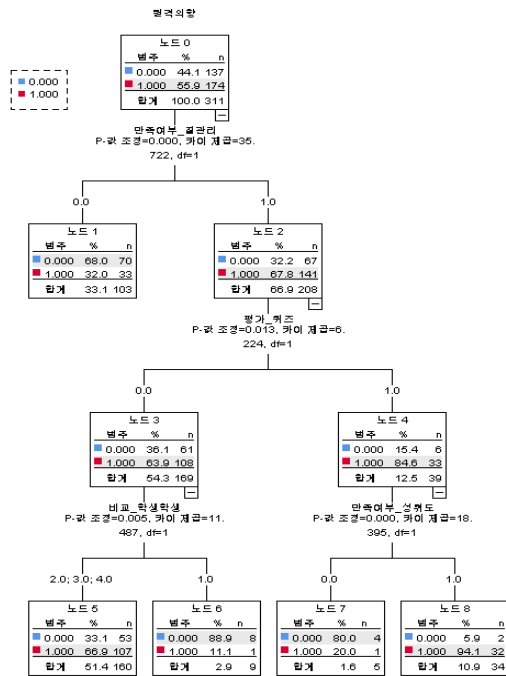 원격의향
노드 0
범주 % n
0.000 44.1 137
1.000 55.9 174
합계 100.0 311
0.000
1.000
만족여부_질관리
P-값 조정=0.000, 카이 제곱=35.
722, df=1
0.0
1.0
노드 1
범주 % n
0.000 68.0 70
1.000 32.0 33
합계 33.1 103
노드 2
범주 % n
0.000 32.2 67
1.000 67.8 141
합계 66.9 208
평가_퀴즈
P-값 조정=0.013, 카이 제곱=6.
224, df=1
0.0
1.0
노드 3
범주 % n
0.000 36.1 61
1.000 63.9 108
합계 54.3 169
노드 4
범주 % n
0.000 15.4 6
1.000 84.6 33
합계 12.5 39
비교_학생학생
P-값 조정=0.005, 카이 제곱=11.
487, df=1
만족여부_성취도
P-값 조정=0.000, 카이 제곱=18.
395, df=1
2.0; 3.0; 4.0
1.0
0.0
1.0
노드 5
범주 % n
0.000 33.1 53
1.000 66.9 107
합계 51.4 160
노드 6
범주 % n
0.000 88.9 8
1.000 11.1 1
합계 2.9 9
노드 7
범주 % n
0.000 80.0 4
1.000 20.0 1
합계 1.6 5
노드 8
범주 % n
0.000 5.9 2
1.000 94.1 32
합계 10.9 34